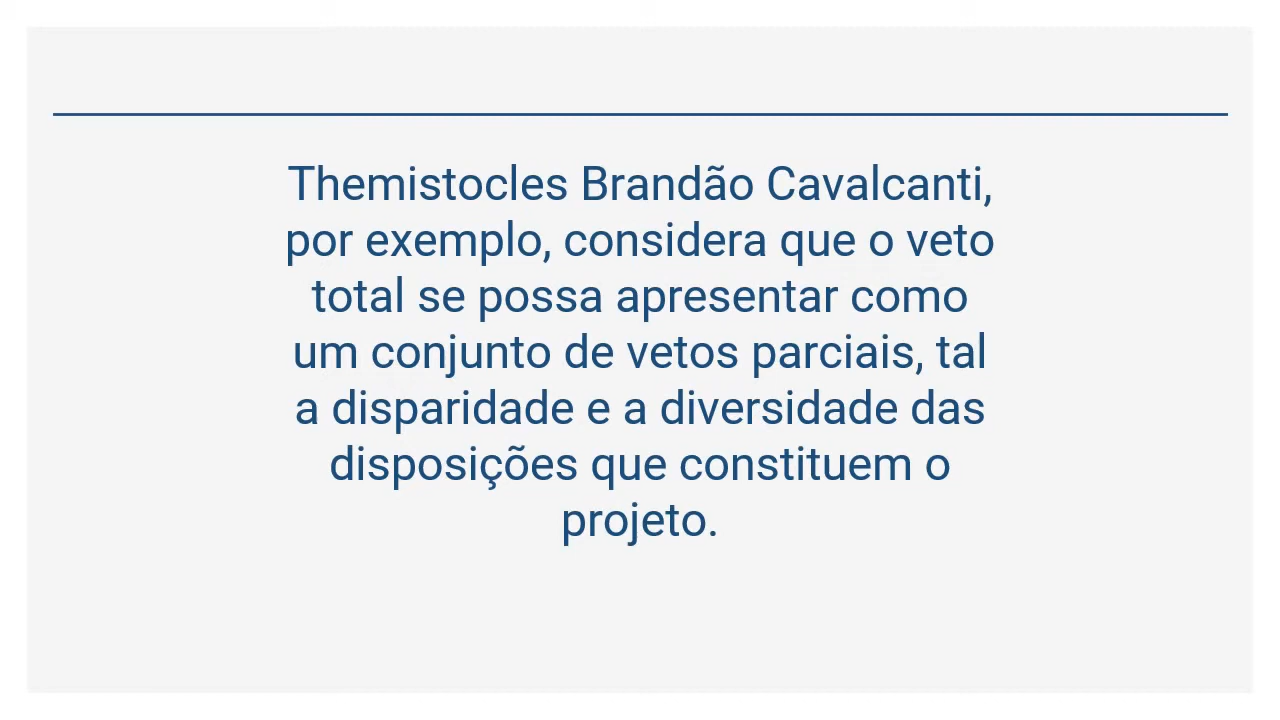 Themistocles Brandão Cavalcanti,
por exemplo, considera que o veto
total se possa apresentar como
um conjunto de vetos parciais, tal
a disparidade e a diversidade das
disposições que constituem o
projeto.